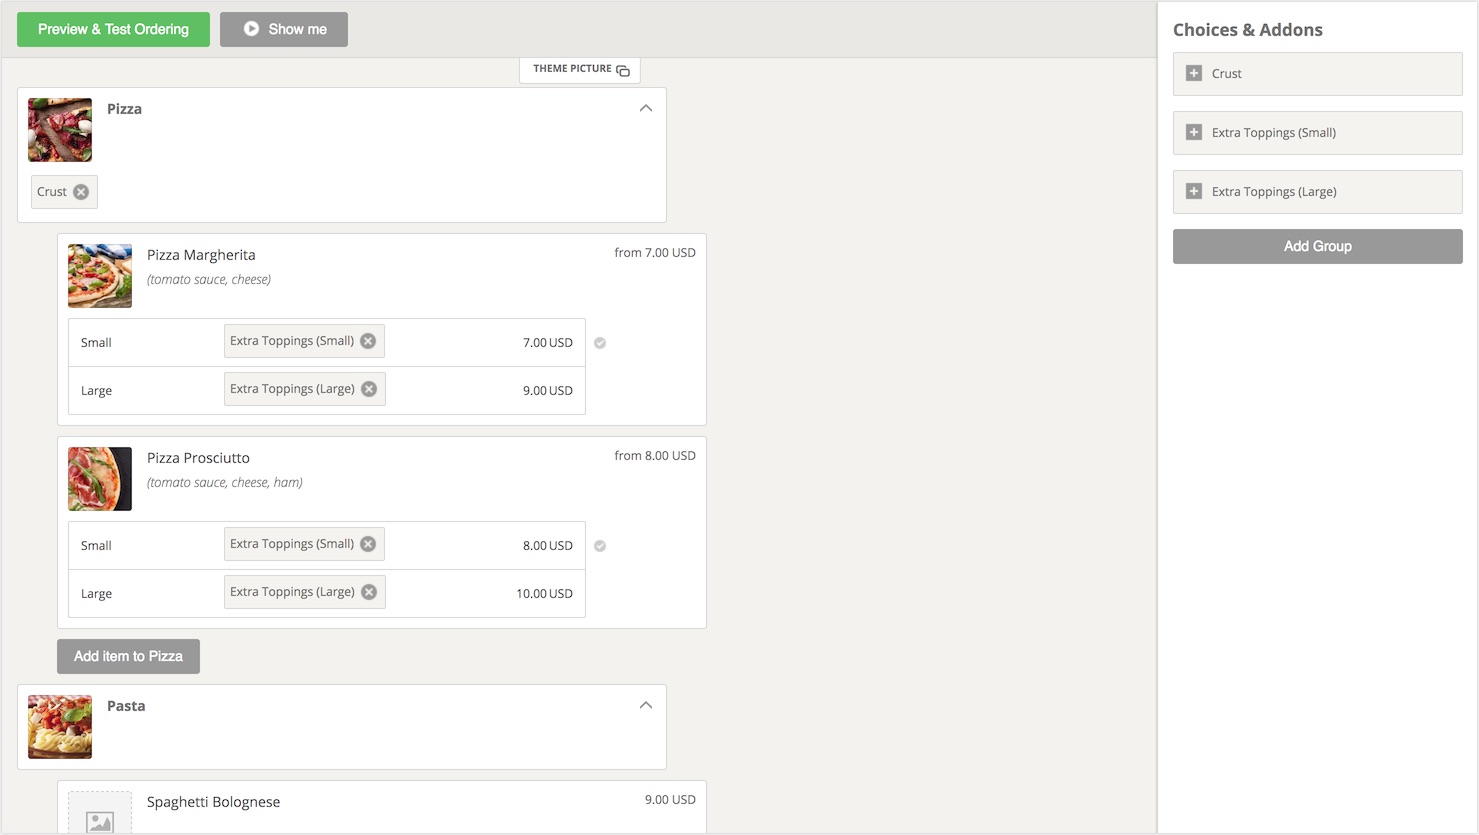 Preview & Test Ordering
Show me
THEME PICTURE
Pizza
Crust
Pizza Margherita
from 7.00 USD
(tomato sauce, cheese)
Small
Extra Toppings (Small)
7.00 USD
Large
Extra Toppings (Large)
9.00 USD
Pizza Prosciutto
from 8.00 USD
(tomato sauce, cheese, ham)
Small
Extra Toppings (Small)
8.00 USD
Large
Extra Toppings (Large)
10.00 USD
Add item to Pizza
Pasta
Spaghetti Bolognese
9.00 USD
Choices & Addons
Crust
Extra Toppings (Small)
Extra Toppings (Large)
Add Group